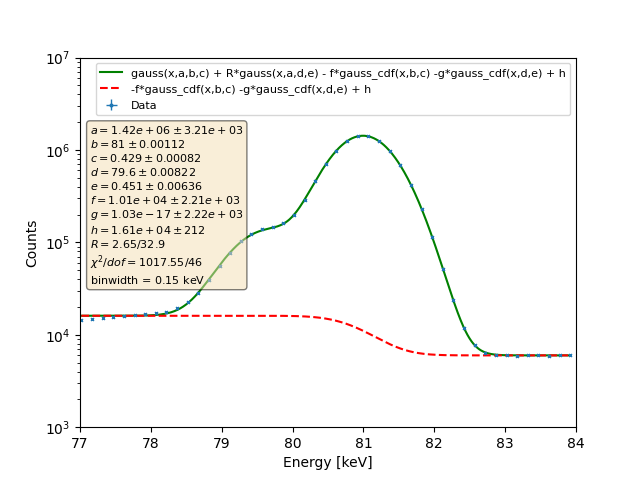 gauss(x,a,b,c) + R*gauss(x,a,d,e) - f*gauss_cdf(x,b,c) -g*gauss_cdf(x,d,e) + h
-f*gauss_cdf(x,b,c) -g*gauss_cdf(x,d,e) + h
Data
a = 1.42e + 06 ± 3.21e + 03
b = 81 ± 0.00112
c = 0.429 ± 0.00082
d = 79.6 ± 0.00822
e = 0.451 ± 0.00636
f = 1.01e + 04 ± 2.21e + 03
g = 1.03e − 17 ± 2.22e + 03
h = 1.61e + 04 ± 212
R = 2.65/32.9
χ²/dof = 1017.55/46
binwidth = 0.15 keV
10⁷
10⁶
10⁵
10⁴
10³
Counts
77 78 79 80 81 82 83 84
Energy [keV]